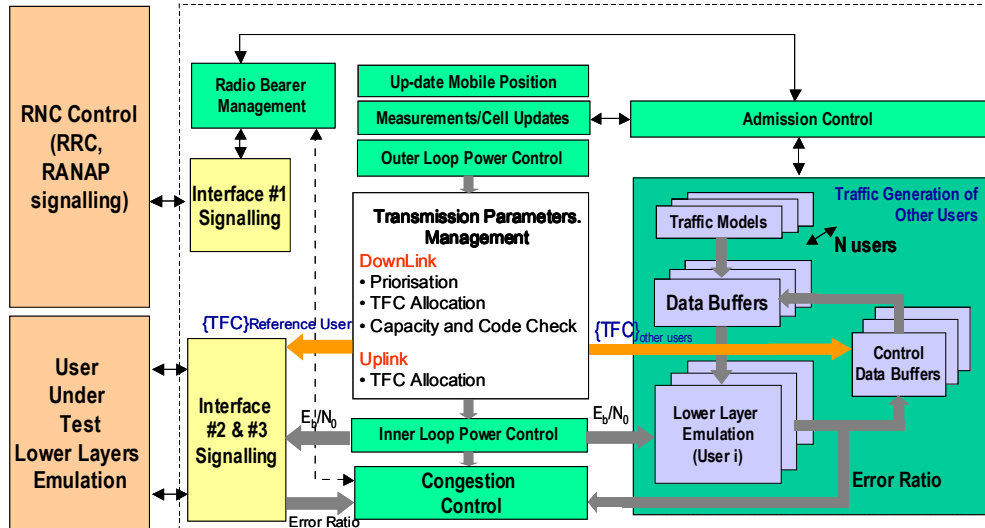 RNC Control
(RRC,
RANAP
signalling)
User
Under
Test
Lower Layers
Emulation
Radio Bearer
Management
Interface #1
Signalling
{TFC}Reference User
Interface
#2 & #3
Signalling
Up-date Mobile Position
Measurements/Cell Updates
Outer Loop Power Control
Transmission Parameters.
Management
DownLink
• Priorisation
• TFC Allocation
• Capacity and Code Check
Uplink
• TFC Allocation
Eb/N0
Inner Loop Power Control
Eb/N0
Congestion
Control
Error Ratio
Admission Control
Traffic Generation of
Other Users
Traffic Models
N users
Data Buffers
{TFC}other users
Control
Data Buffers
Lower Layer
Emulation
(User i)
Error Ratio